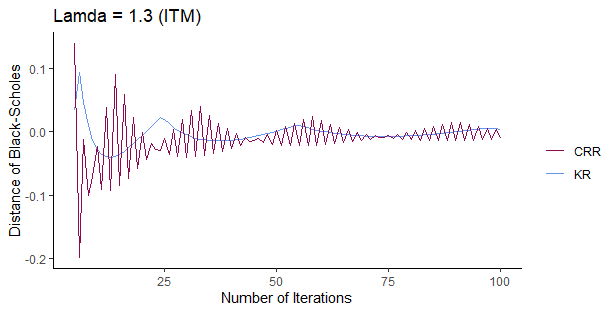 Lamda = 1.3 (ITM)
Distance of Black-Scholes
0.1
0.0
-0.1
-0.2
25
50
75
100
Number of Iterations
CRR
KR